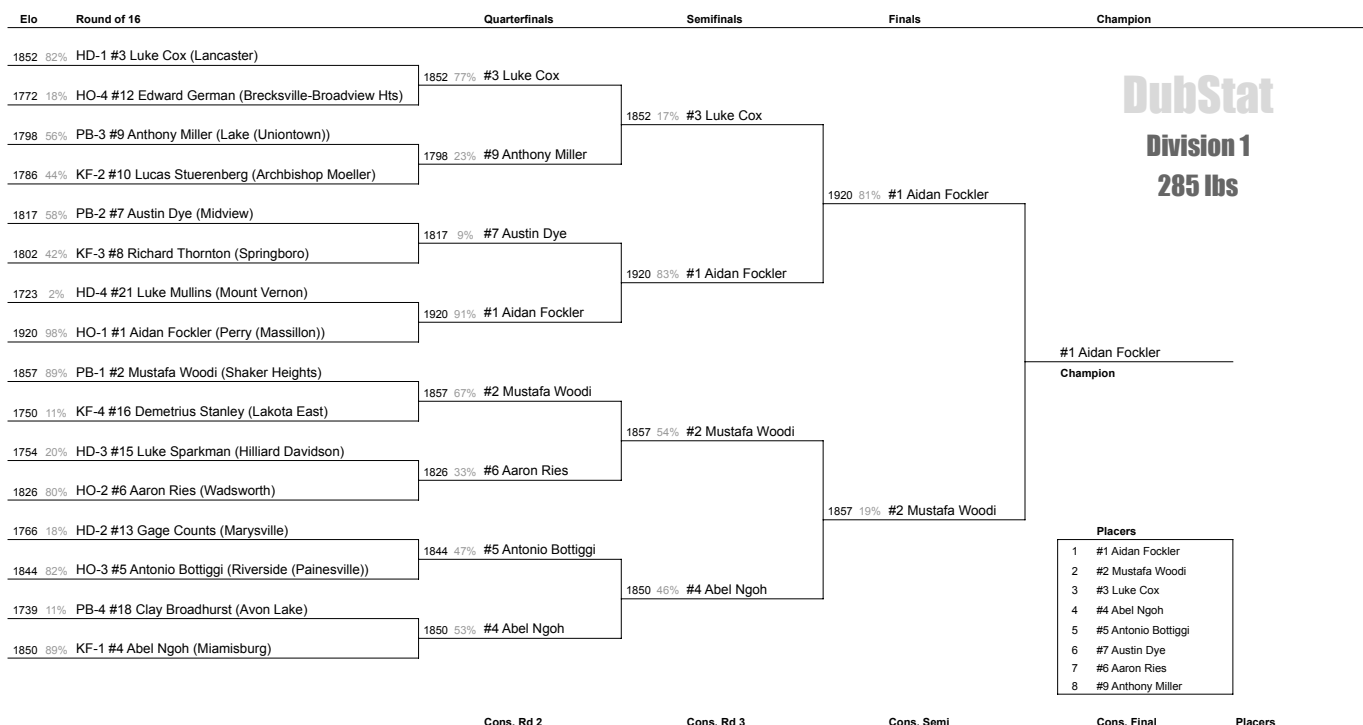 Elo Round of 16 Quarterfinals Semifinals Finals Champion
1852 82% HD-1 #3 Luke Cox (Lancaster)
1772 18% HO-4 #12 Edward German (Brecksville-Broadview Hts)
1798 56% PB-3 #9 Anthony Miller (Lake (Uniontown))
1786 44% KF-2 #10 Lucas Stuerenberg (Archbishop Moeller)
1817 58% PB-2 #7 Austin Dye (Midview)
1802 42% KF-3 #8 Richard Thornton (Springboro)
1723 2% HD-4 #21 Luke Mullins (Mount Vernon)
1920 98% HO-1 #1 Aidan Fockler (Perry (Massillon))
1857 89% PB-1 #2 Mustafa Woodi (Shaker Heights)
1750 11% KF-4 #16 Demetrius Stanley (Lakota East)
1754 20% HD-3 #15 Luke Sparkman (Hilliard Davidson)
1826 80% HO-2 #6 Aaron Ries (Wadsworth)
1766 18% HD-2 #13 Gage Counts (Marysville)
1844 82% HO-3 #5 Antonio Bottiggi (Riverside (Painesville))
1739 11% PB-4 #18 Clay Broadhurst (Avon Lake)
1850 89% KF-1 #4 Abel Ngoh (Miamisburg)
1852 77% #3 Luke Cox
1798 23% #9 Anthony Miller
1817 9% #7 Austin Dye
1920 91% #1 Aidan Fockler
1857 67% #2 Mustafa Woodi
1826 33% #6 Aaron Ries
1844 47% #5 Antonio Bottiggi
1850 53% #4 Abel Ngoh
1852 17% #3 Luke Cox
1920 83% #1 Aidan Fockler
1857 54% #2 Mustafa Woodi
1850 46% #4 Abel Ngoh
1920 81% #1 Aidan Fockler
1857 19% #2 Mustafa Woodi
#1 Aidan Fockler
Champion
DubStat
Division 1
285 lbs
Placers
1 #1 Aidan Fockler
2 #2 Mustafa Woodi
3 #3 Luke Cox
4 #4 Abel Ngoh
5 #5 Antonio Bottiggi
6 #7 Austin Dye
7 #6 Aaron Ries
8 #9 Anthony Miller
Cons. Rd 2 Cons. Rd 3 Cons. Semi Cons. Final Placers